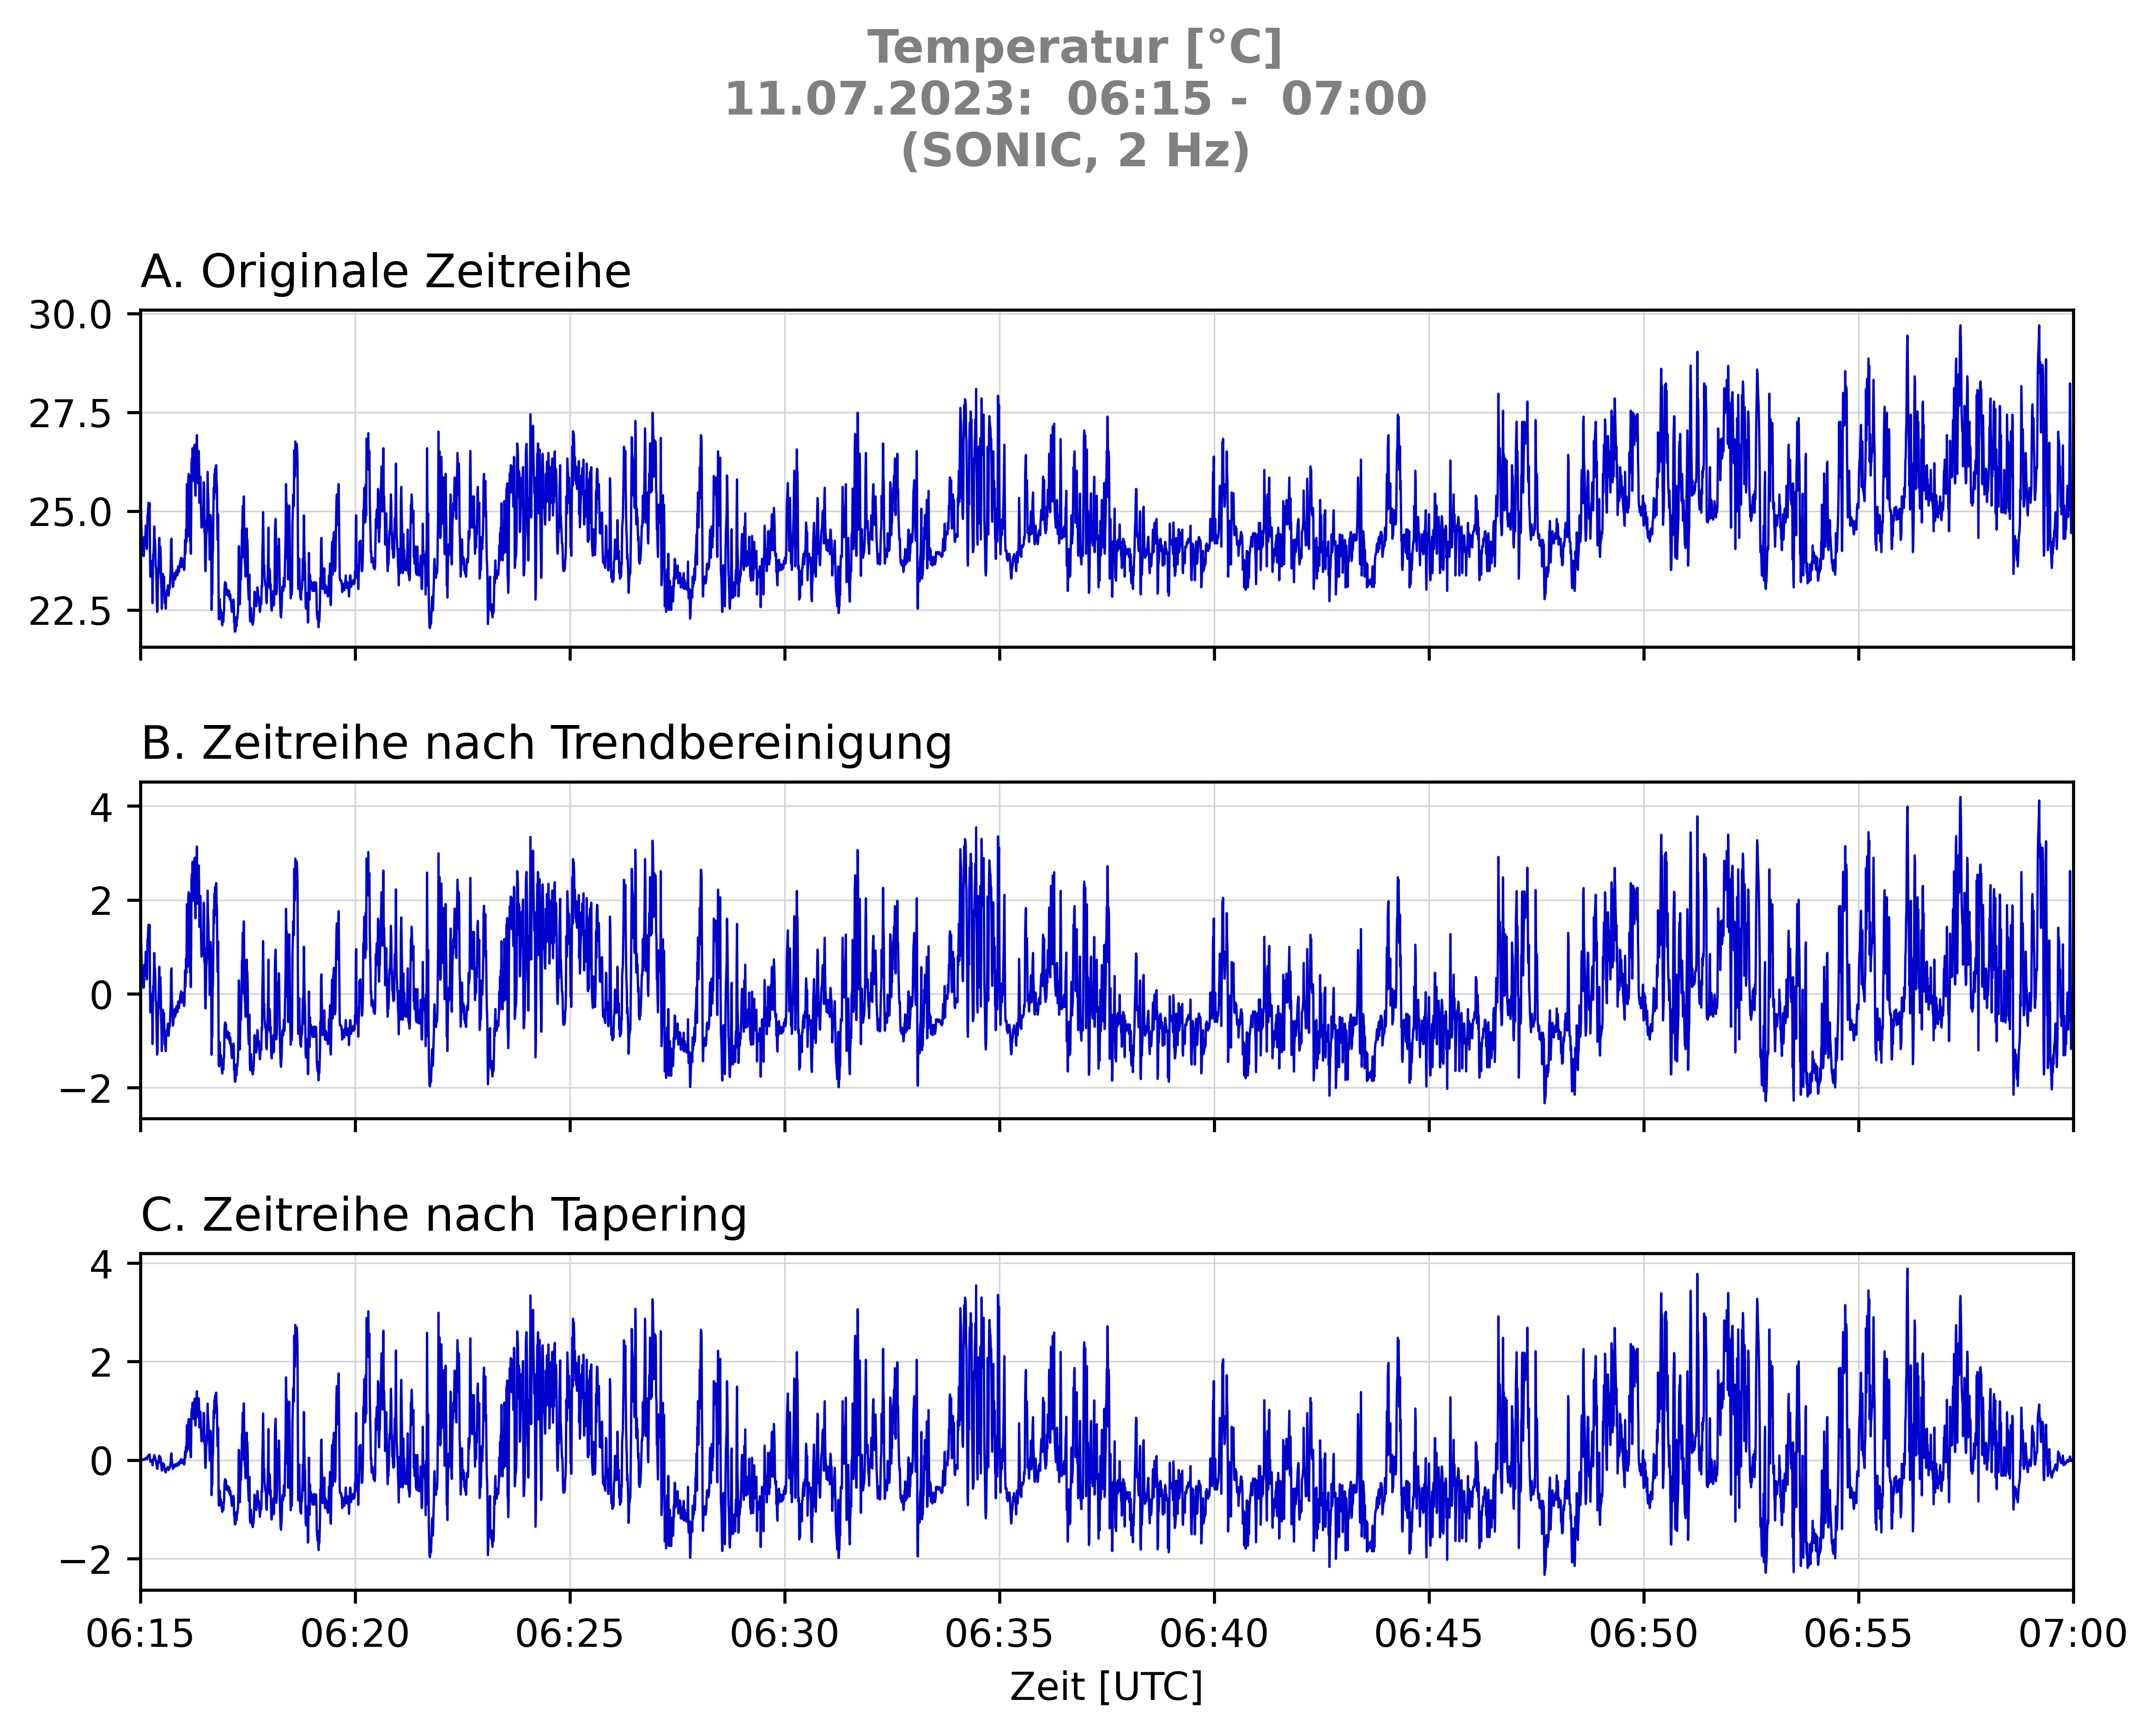 Temperatur [°C]
11.07.2023:  06:15 -  07:00
(SONIC, 2 Hz)
A. Originale Zeitreihe
30.0
27.5
25.0
22.5
B. Zeitreihe nach Trendbereinigung
4
2
0
−2
C. Zeitreihe nach Tapering
4
2
0
−2
06:15 06:20 06:25 06:30 06:35 06:40 06:45 06:50 06:55 07:00
Zeit [UTC]